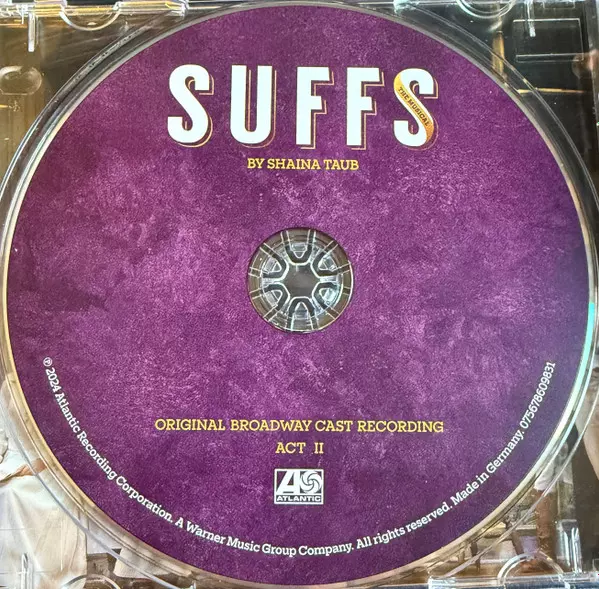 SUFFS
THE MUSICAL
BY SHAINA TAUB
ORIGINAL BROADWAY CAST RECORDING
ACT II
ATLANTIC
℗ 2024 Atlantic Recording Corporation. A Warner Music Group Company. All rights reserved. Made in Germany. 075678609831